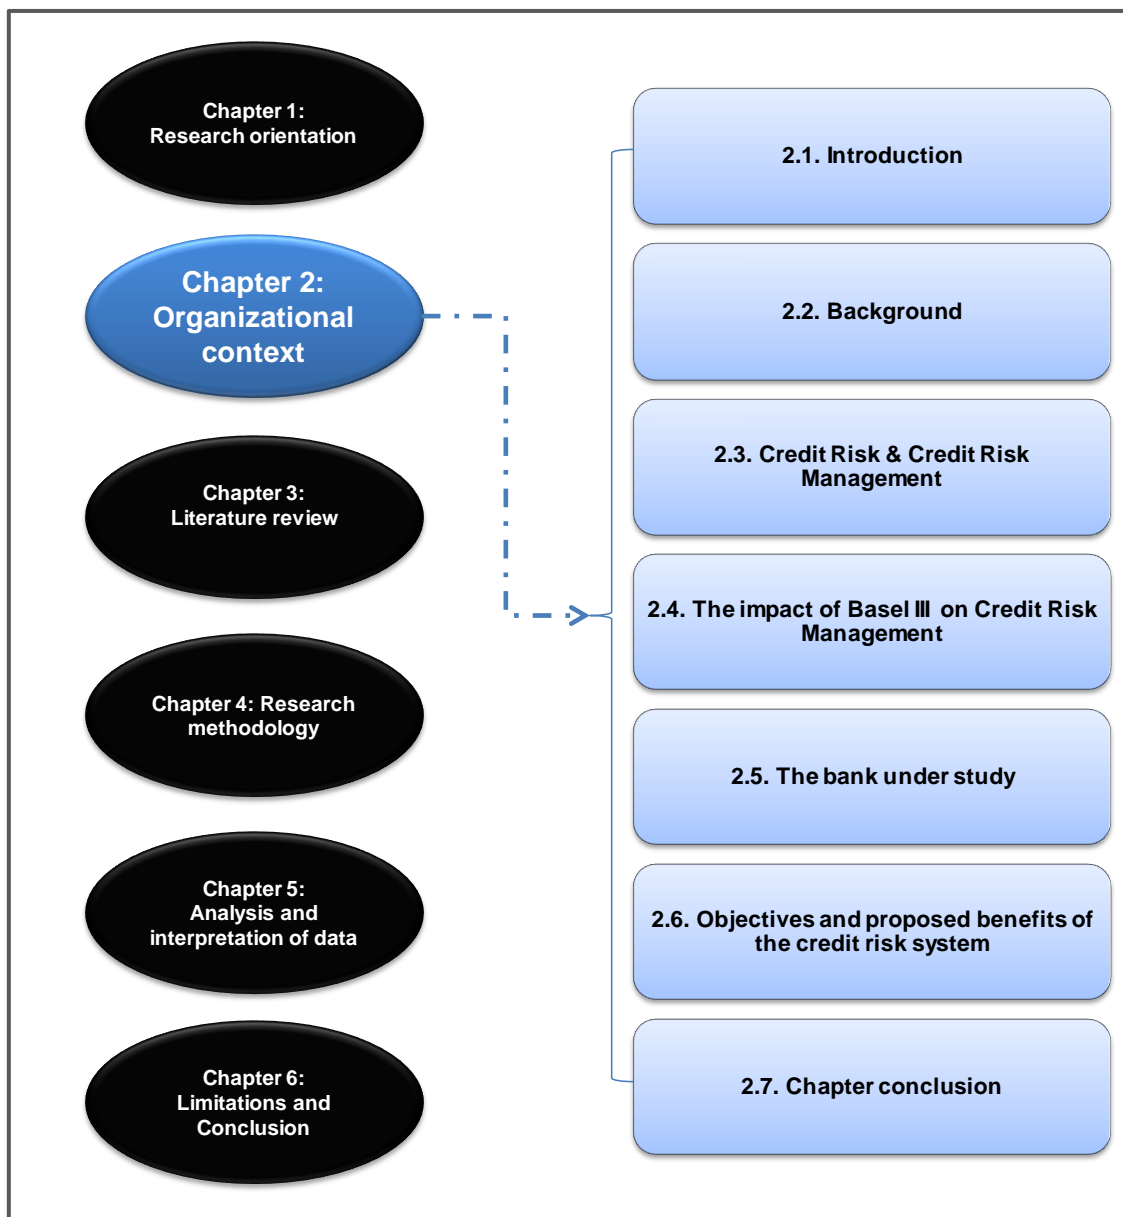 Chapter 1:
Research orientation
Chapter 2:
Organizational
context
Chapter 3:
Literature review
Chapter 4: Research
methodology
Chapter 5:
Analysis and
interpretation of data
Chapter 6:
Limitations and
Conclusion
2.1. Introduction
2.2. Background
2.3. Credit Risk & Credit Risk
Management
2.4. The impact of Basel III on Credit Risk
Management
2.5. The bank under study
2.6. Objectives and proposed benefits of
the credit risk system
2.7. Chapter conclusion